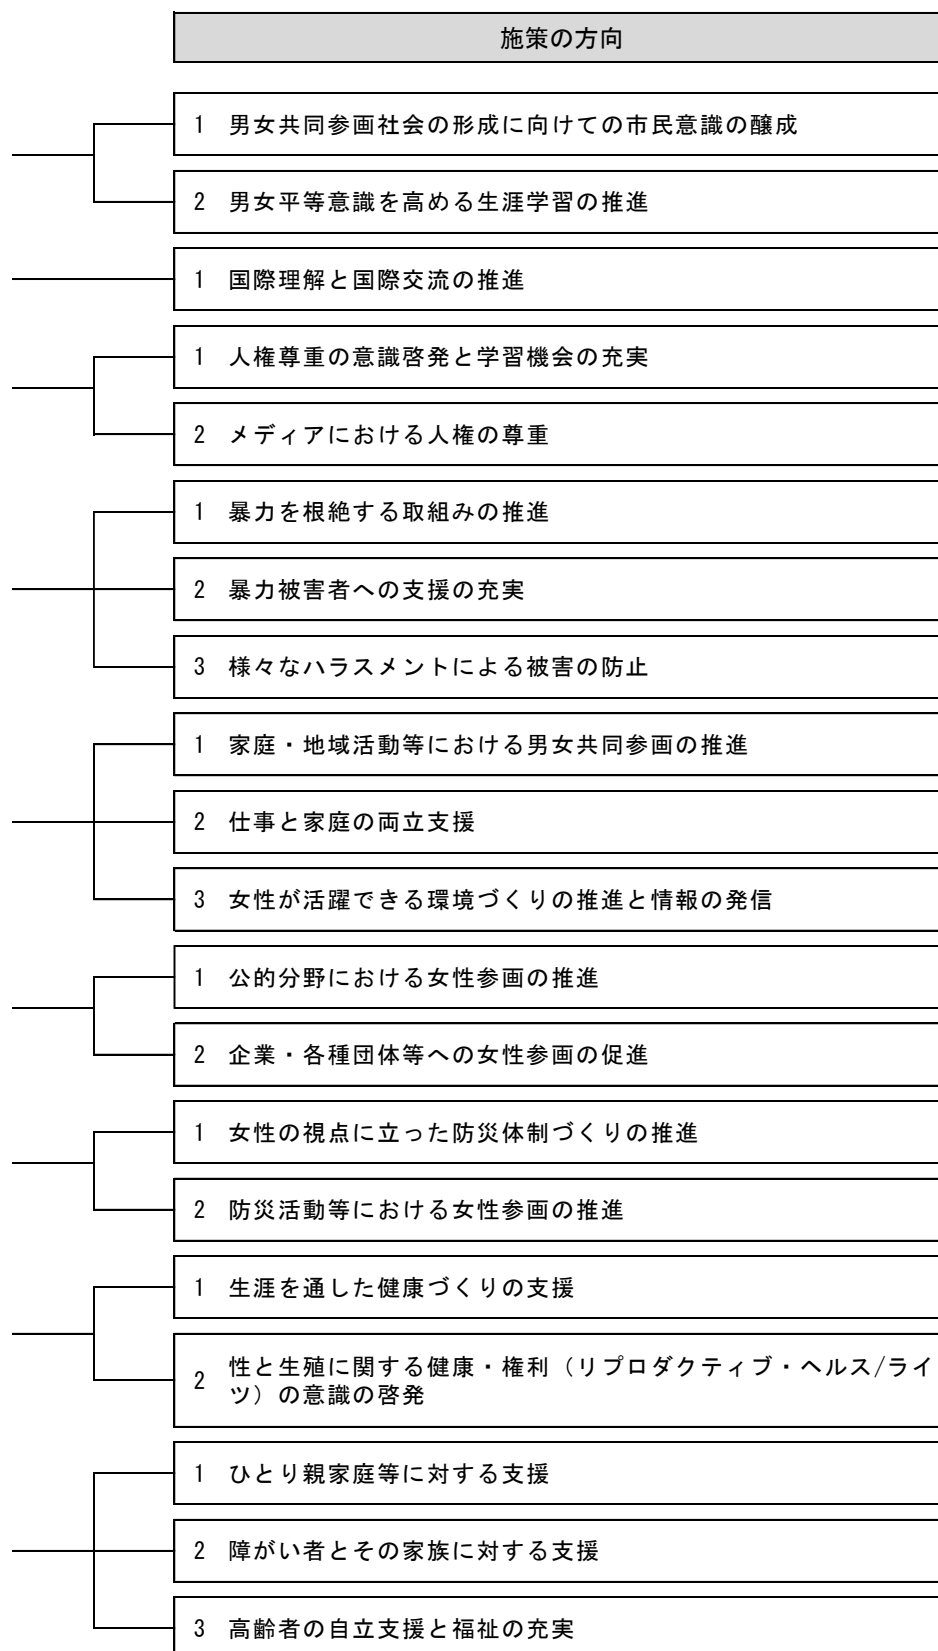 施策の方向
1 男女共同参画社会の形成に向けての市民意識の醸成
2 男女平等意識を高める生涯学習の推進
1 国際理解と国際交流の推進
1 人権尊重の意識啓発と学習機会の充実
2 メディアにおける人権の尊重
1 暴力を根絶する取組みの推進
2 暴力被害者への支援の充実
3 様々なハラスメントによる被害の防止
1 家庭・地域活動等における男女共同参画の推進
2 仕事と家庭の両立支援
3 女性が活躍できる環境づくりの推進と情報の発信
1 公的分野における女性参画の推進
2 企業・各種団体等への女性参画の促進
1 女性の視点に立った防災体制づくりの推進
2 防災活動等における女性参画の推進
1 生涯を通した健康づくりの支援
2 性と生殖に関する健康・権利（リプロダクティブ・ヘルス/ライ
ツ）の意識の啓発
1 ひとり親家庭等に対する支援
2 障がい者とその家族に対する支援
3 高齢者の自立支援と福祉の充実